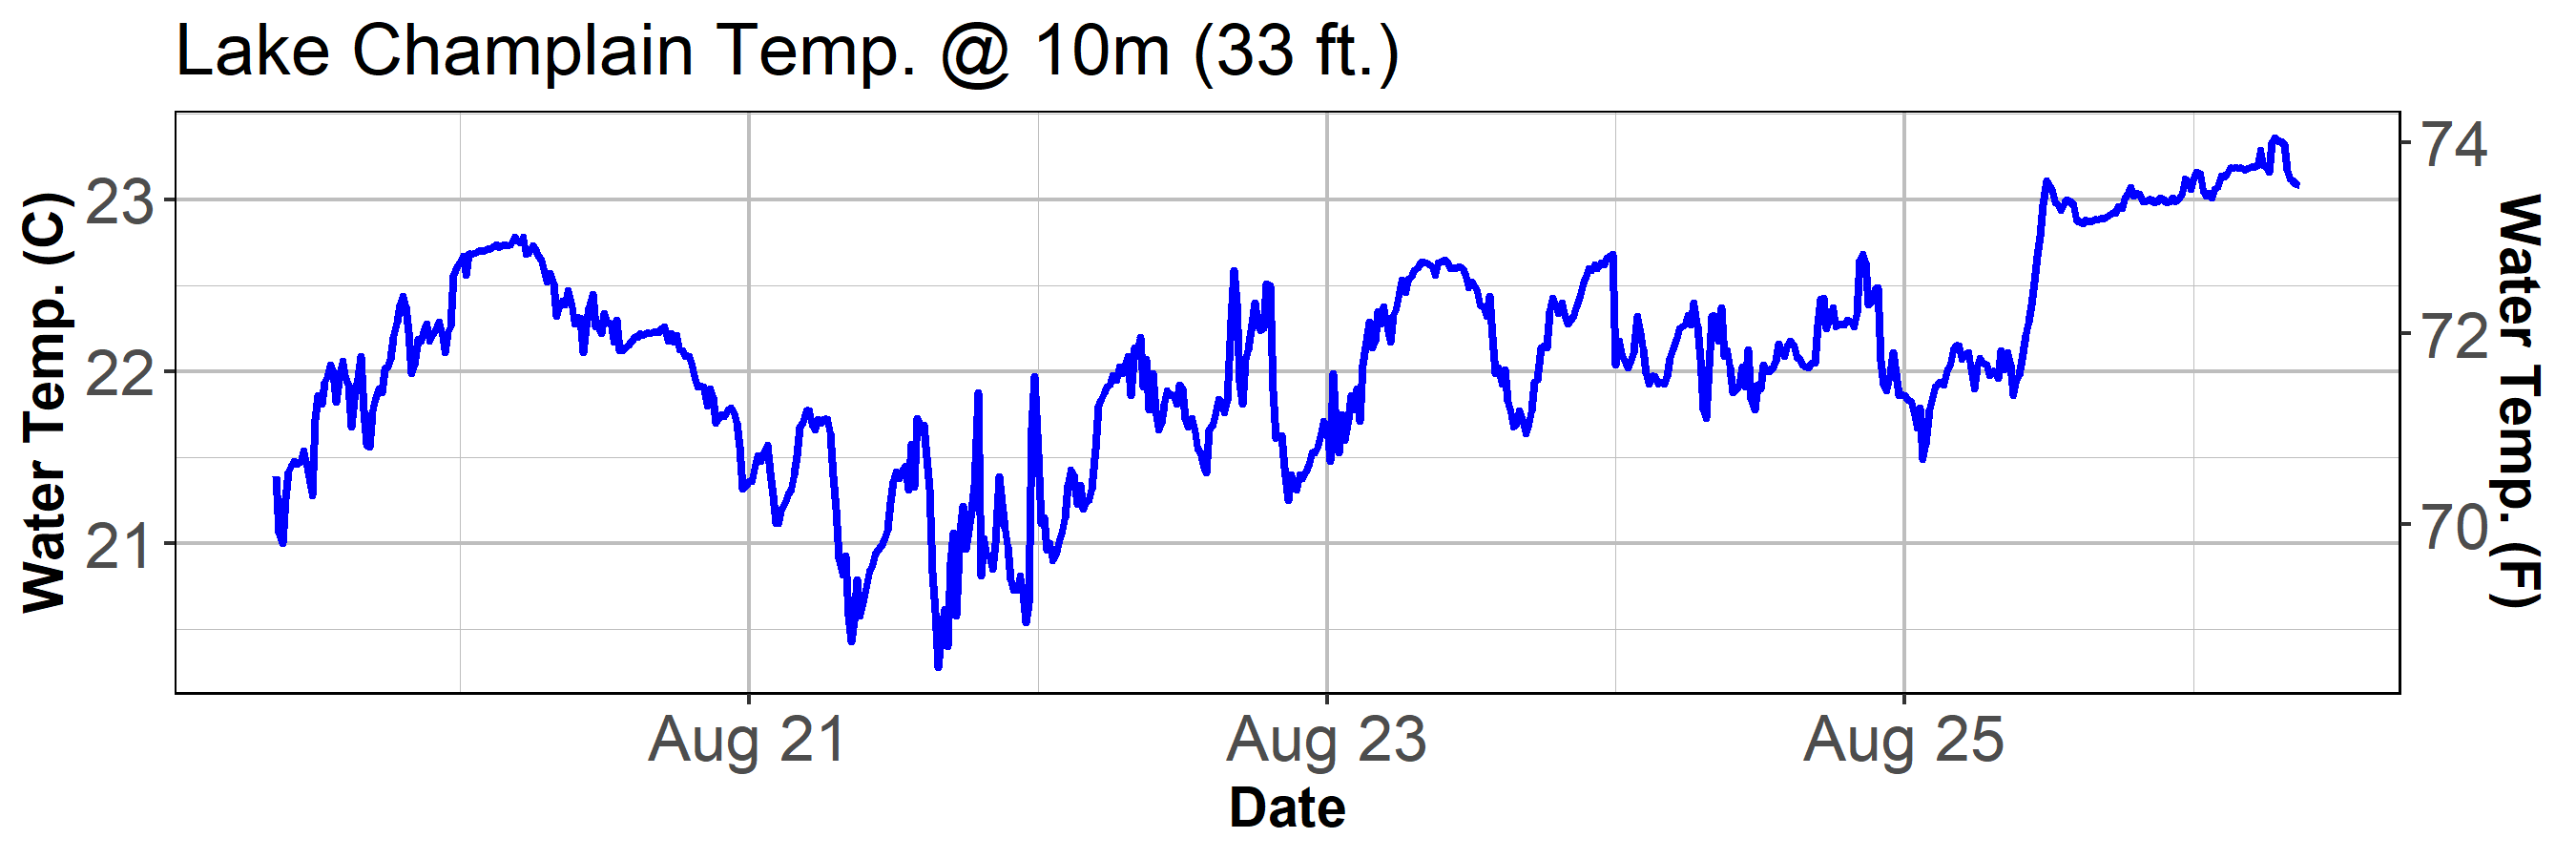 Lake Champlain Temp. @ 10m (33 ft.)
Water Temp. (C)
23
22
21
74
72
70
Water Temp. (F)
Aug 21
Aug 23
Aug 25
Date